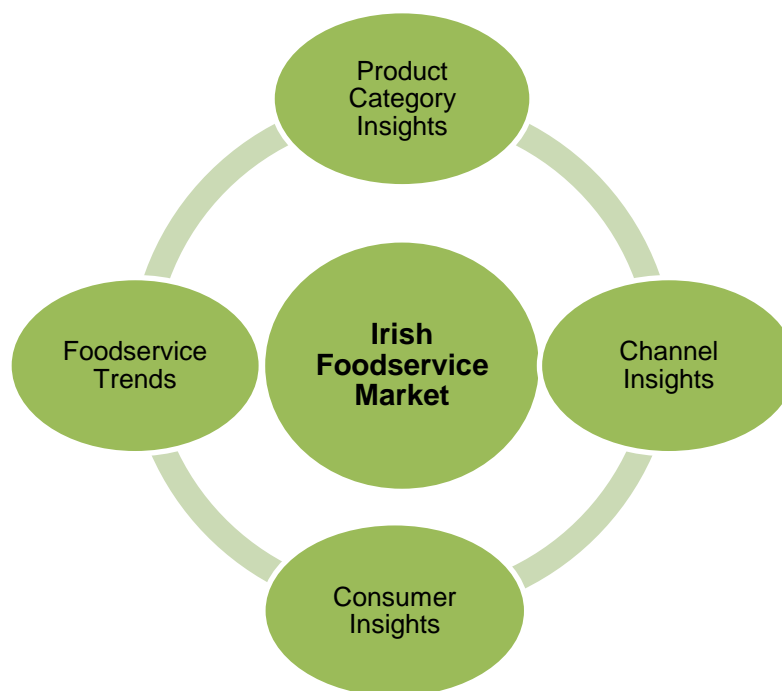 Product
Category
Insights
Foodservice
Trends
Irish
Foodservice
Market
Channel
Insights
Consumer
Insights